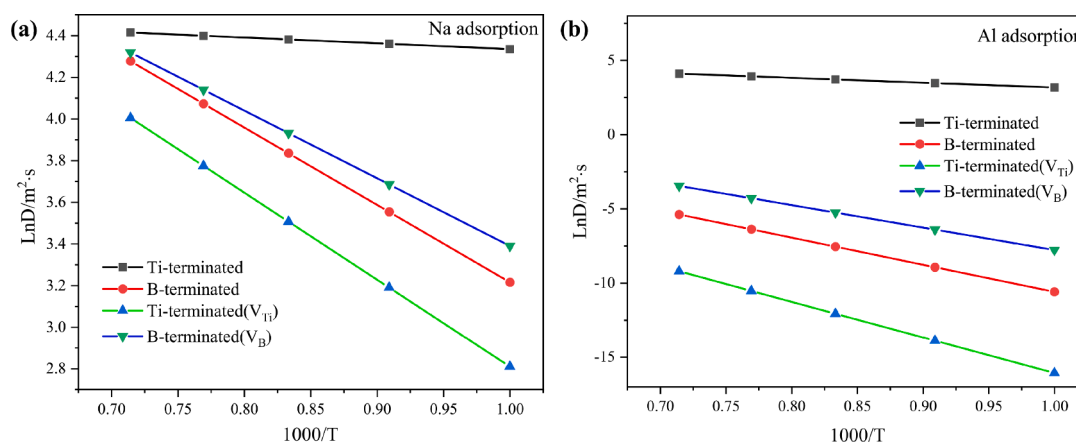 (a)
Na adsorption
4.4
4.2
4.0
3.8
3.6
3.4
3.2
3.0
2.8
LnD/m²·s
Ti-terminated
B-terminated
Ti-terminated(V_Ti)
B-terminated(V_B)
0.70 0.75 0.80 0.85 0.90 0.95 1.00
1000/T
(b)
Al adsorption
5
0
-5
-10
-15
LnD/m²·s
Ti-terminated
B-terminated
Ti-terminated(V_Ti)
B-terminated(V_B)
0.70 0.75 0.80 0.85 0.90 0.95 1.00
1000/T